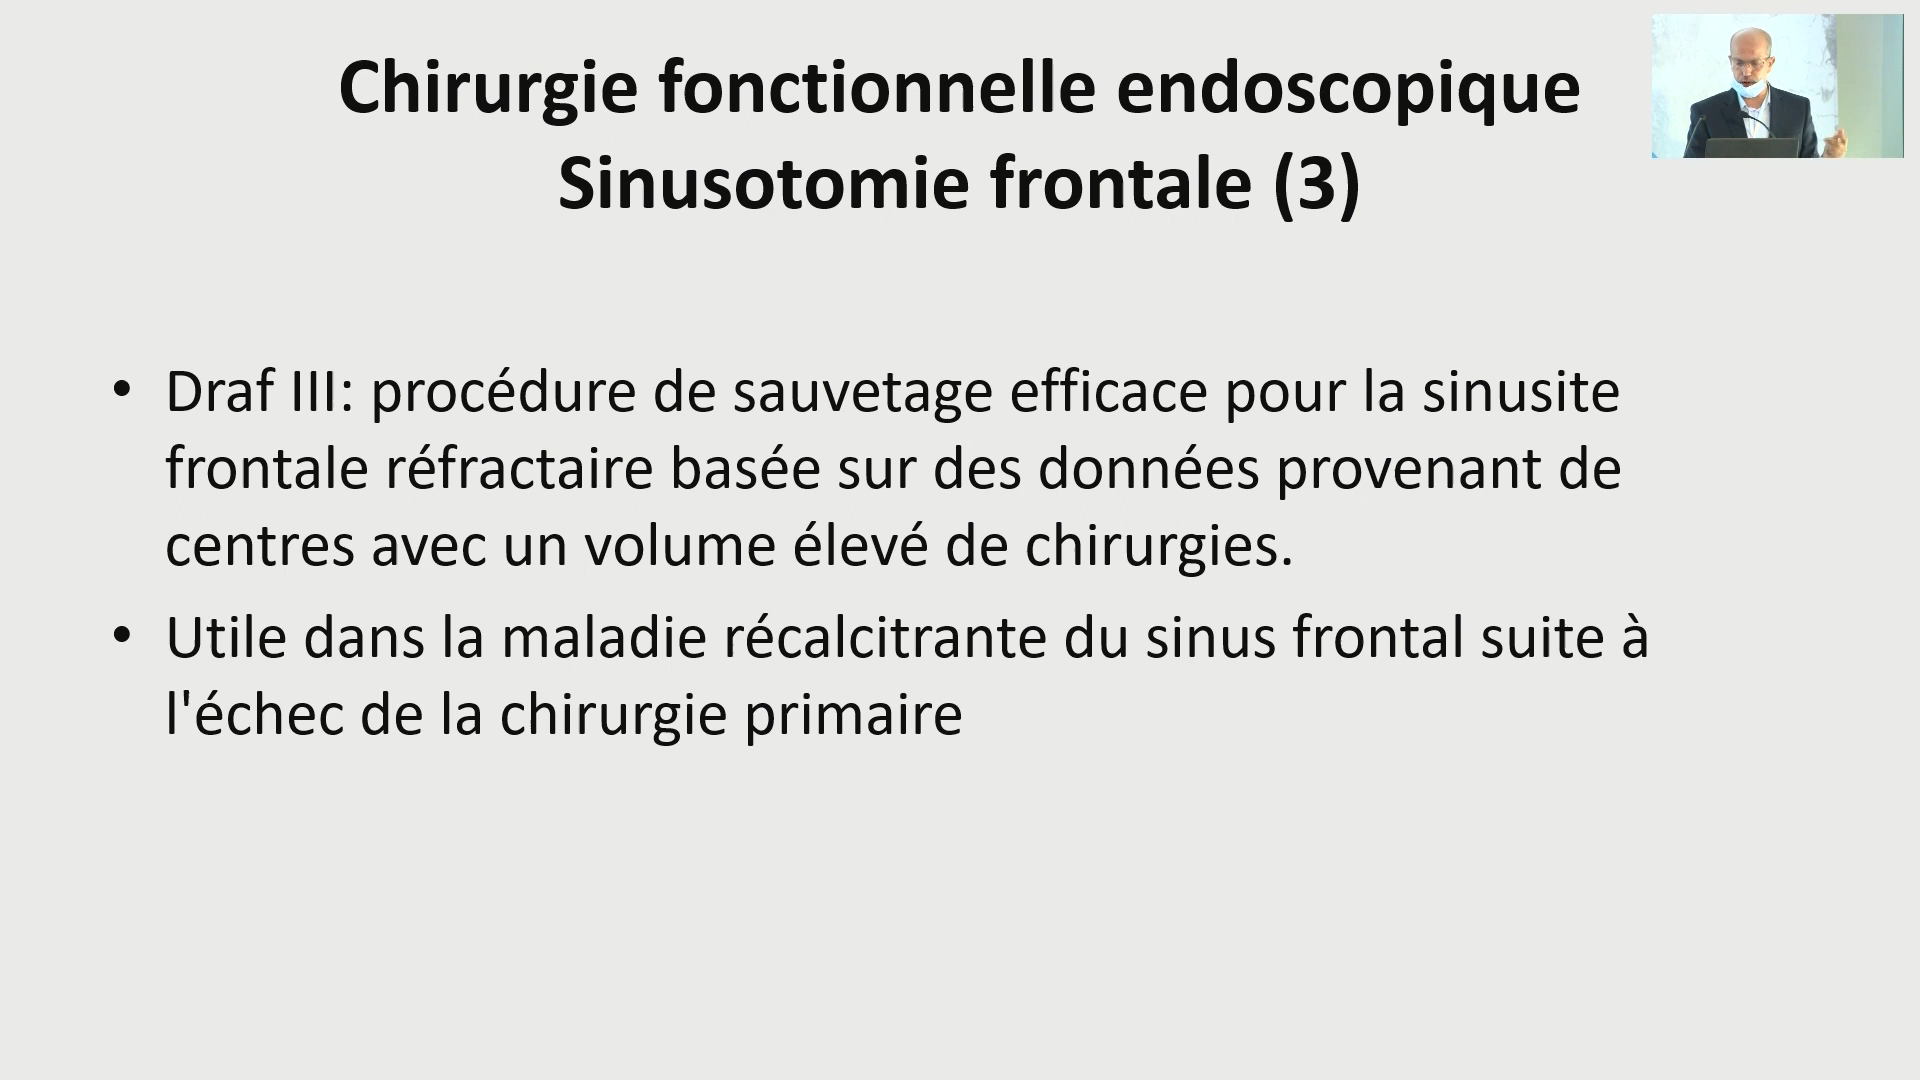 Chirurgie fonctionnelle endoscopique
Sinusotomie frontale (3)
• Draf III: procédure de sauvetage efficace pour la sinusite
frontale réfractaire basée sur des données provenant de
centres avec un volume élevé de chirurgies.
• Utile dans la maladie récalcitrante du sinus frontal suite à
l'échec de la chirurgie primaire